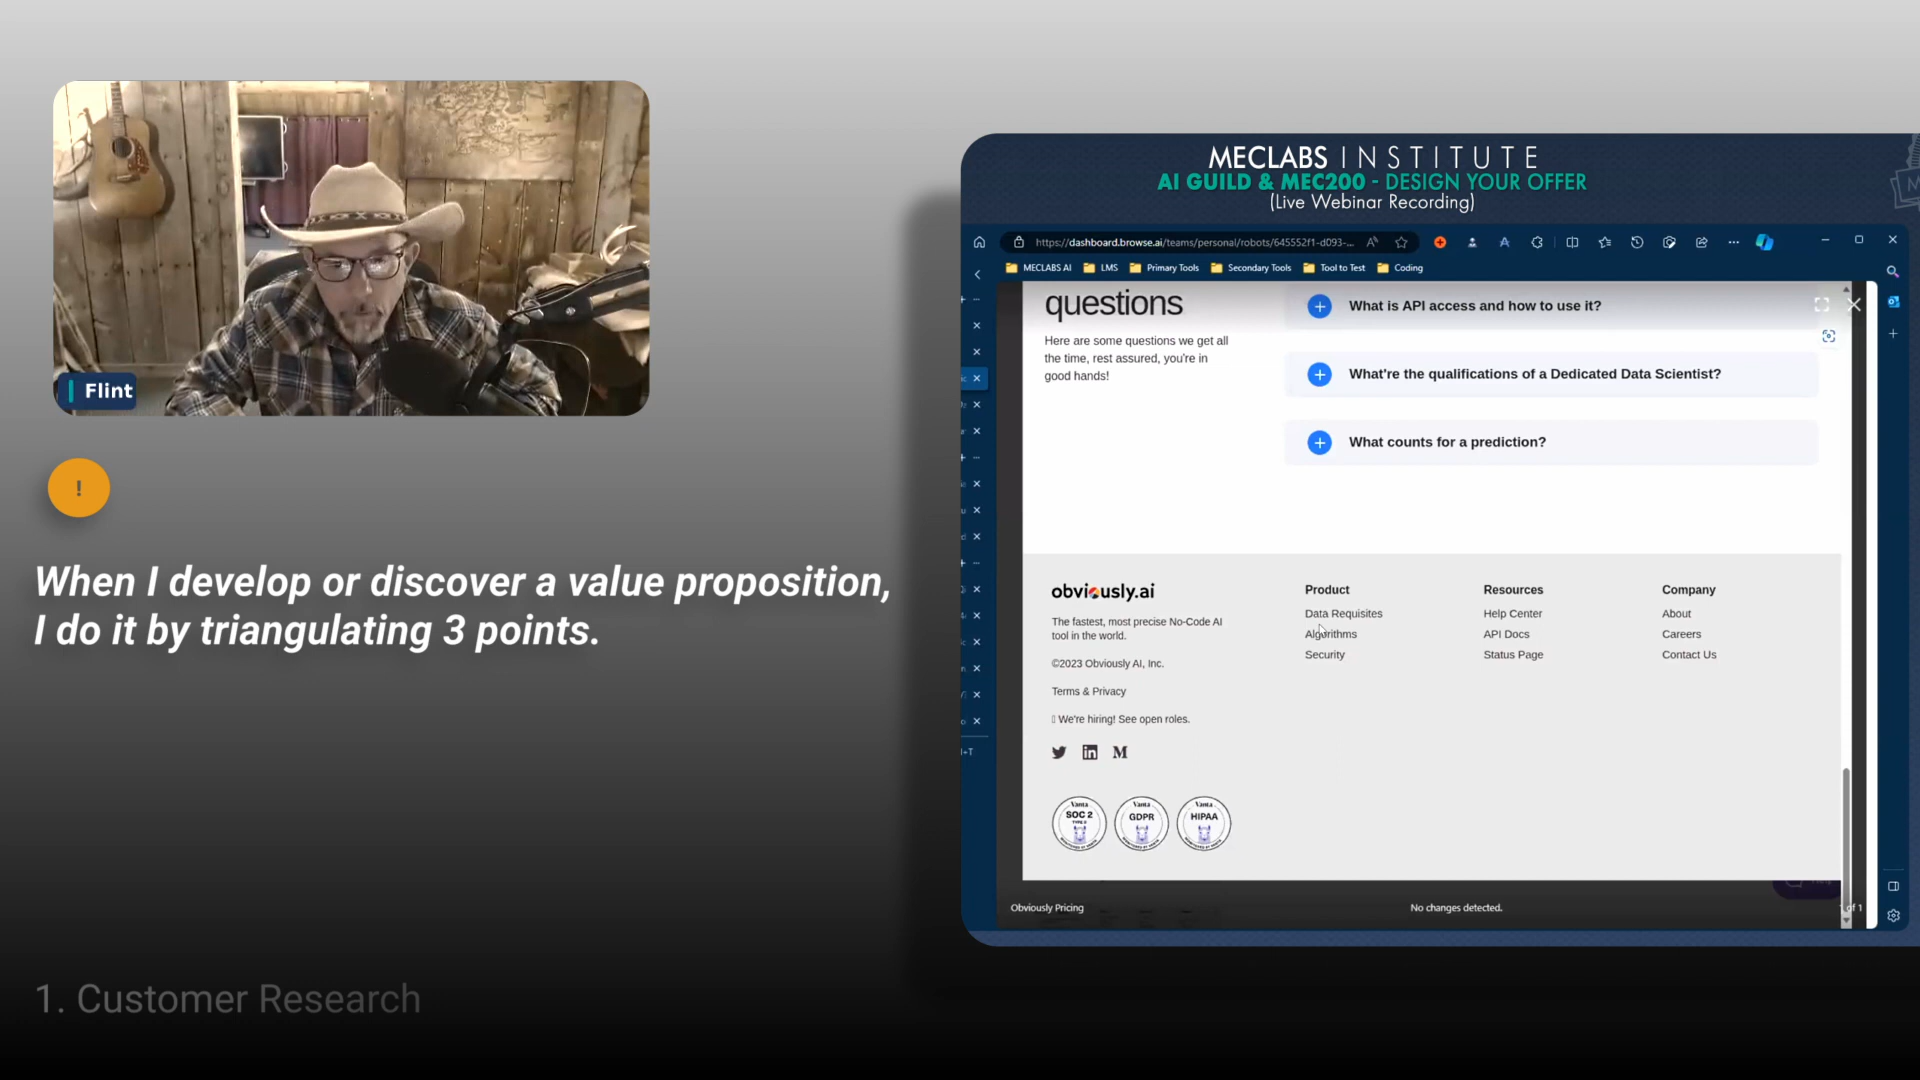 Flint
!
When I develop or discover a value proposition,
I do it by triangulating 3 points.
1. Customer Research
MECLABS INSTITUTE
AI GUILD & MEC200 - DESIGN YOUR OFFER
(Live Webinar Recording)
https://dashboard.browse.ai/teams/personal/robots/645552f1-d093-...
MECLABS AI
LMS
Primary Tools
Secondary Tools
Tool to Test
Coding
questions
Here are some questions we get all
the time, rest assured, you're in
good hands!
What is API access and how to use it?
What're the qualifications of a Dedicated Data Scientist?
What counts for a prediction?
obviously.ai
The fastest, most precise No-Code AI
tool in the world.
©2023 Obviously AI, Inc.
Terms & Privacy
We're hiring! See open roles.
Product
Data Requisites
Algorithms
Security
Resources
Help Center
API Docs
Status Page
Company
About
Careers
Contact Us
Vanta
SOC 2
Vanta
GDPR
Vanta
HIPAA
Obviously Pricing
No changes detected.
of 1